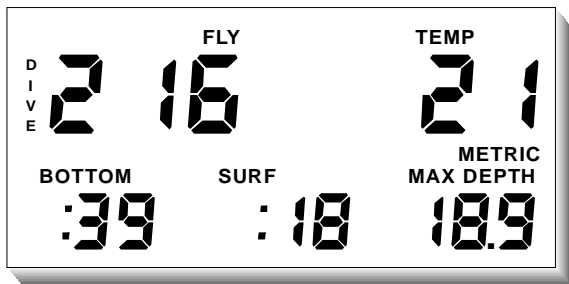 FLY TEMP
DIVE 2 16 21
METRIC
BOTTOM SURF MAX DEPTH
:39 :18 18.9